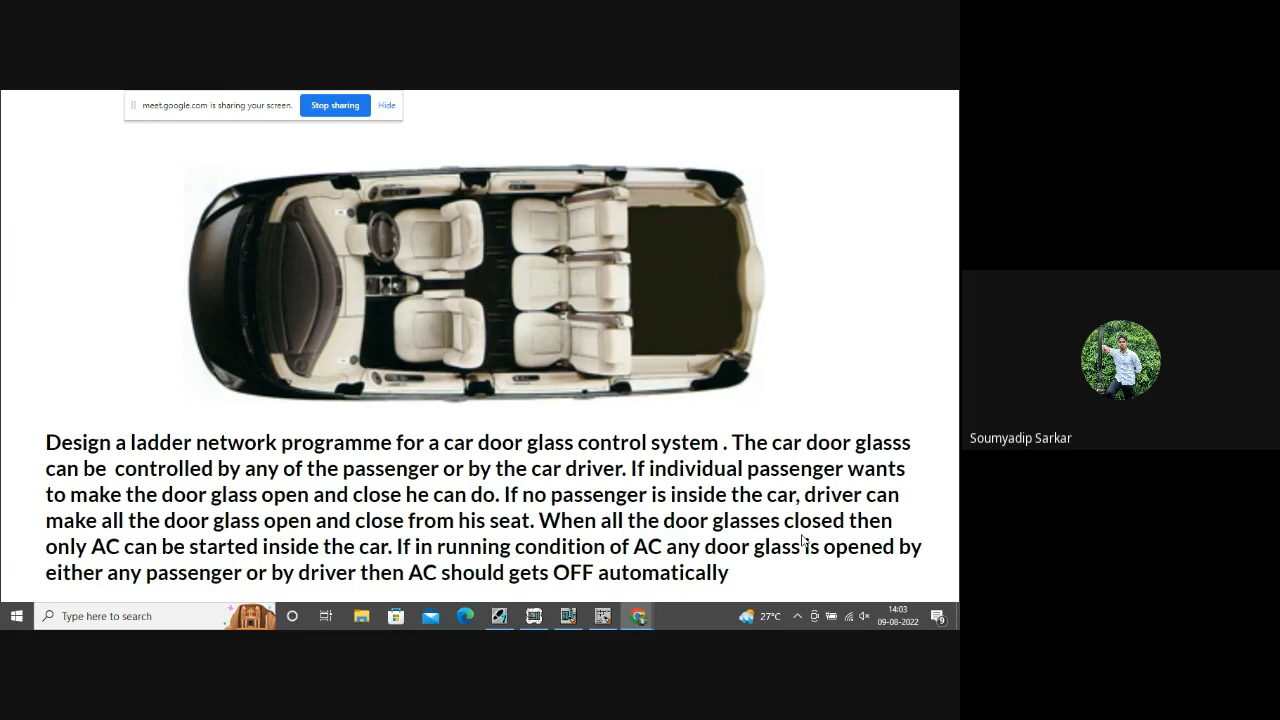 meet.google.com is sharing your screen.
Stop sharing
Hide
Design a ladder network programme for a car door glass control system . The car door glasss
can be controlled by any of the passenger or by the car driver. If individual passenger wants
to make the door glass open and close he can do. If no passenger is inside the car, driver can
make all the door glass open and close from his seat. When all the door glasses closed then
only AC can be started inside the car. If in running condition of AC any door glass is opened by
either any passenger or by driver then AC should gets OFF automatically
Soumyadip Sarkar
Type here to search
27°C
14:03
09-08-2022
9